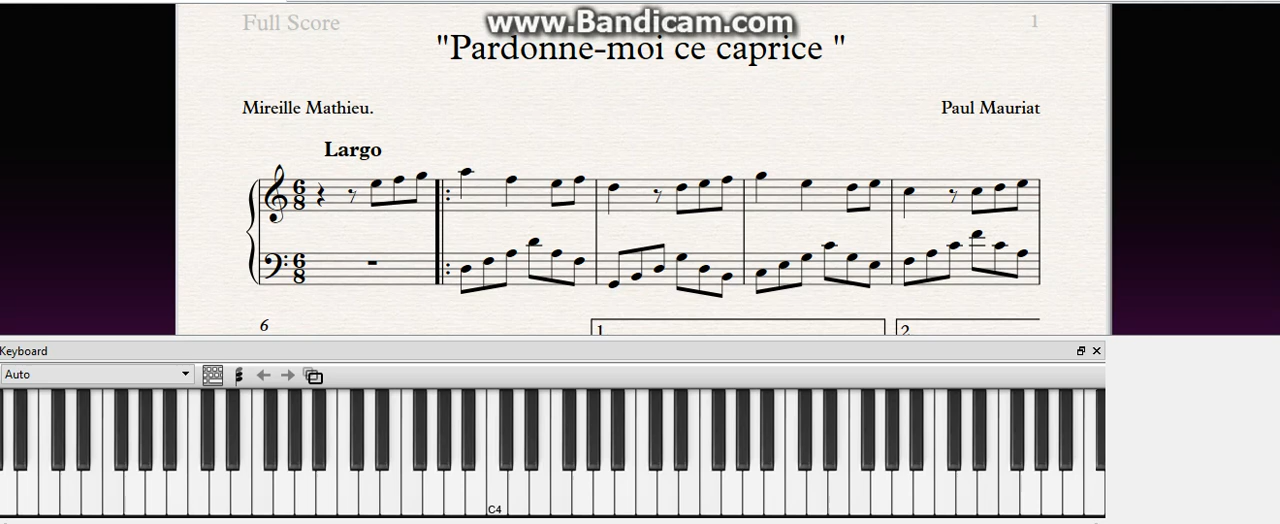 www.Bandicam.com
Full Score 1
"Pardonne-moi ce caprice "
Mireille Mathieu. Paul Mauriat
Largo
6 8
6 8
6 1 2
Keyboard
Auto
C4